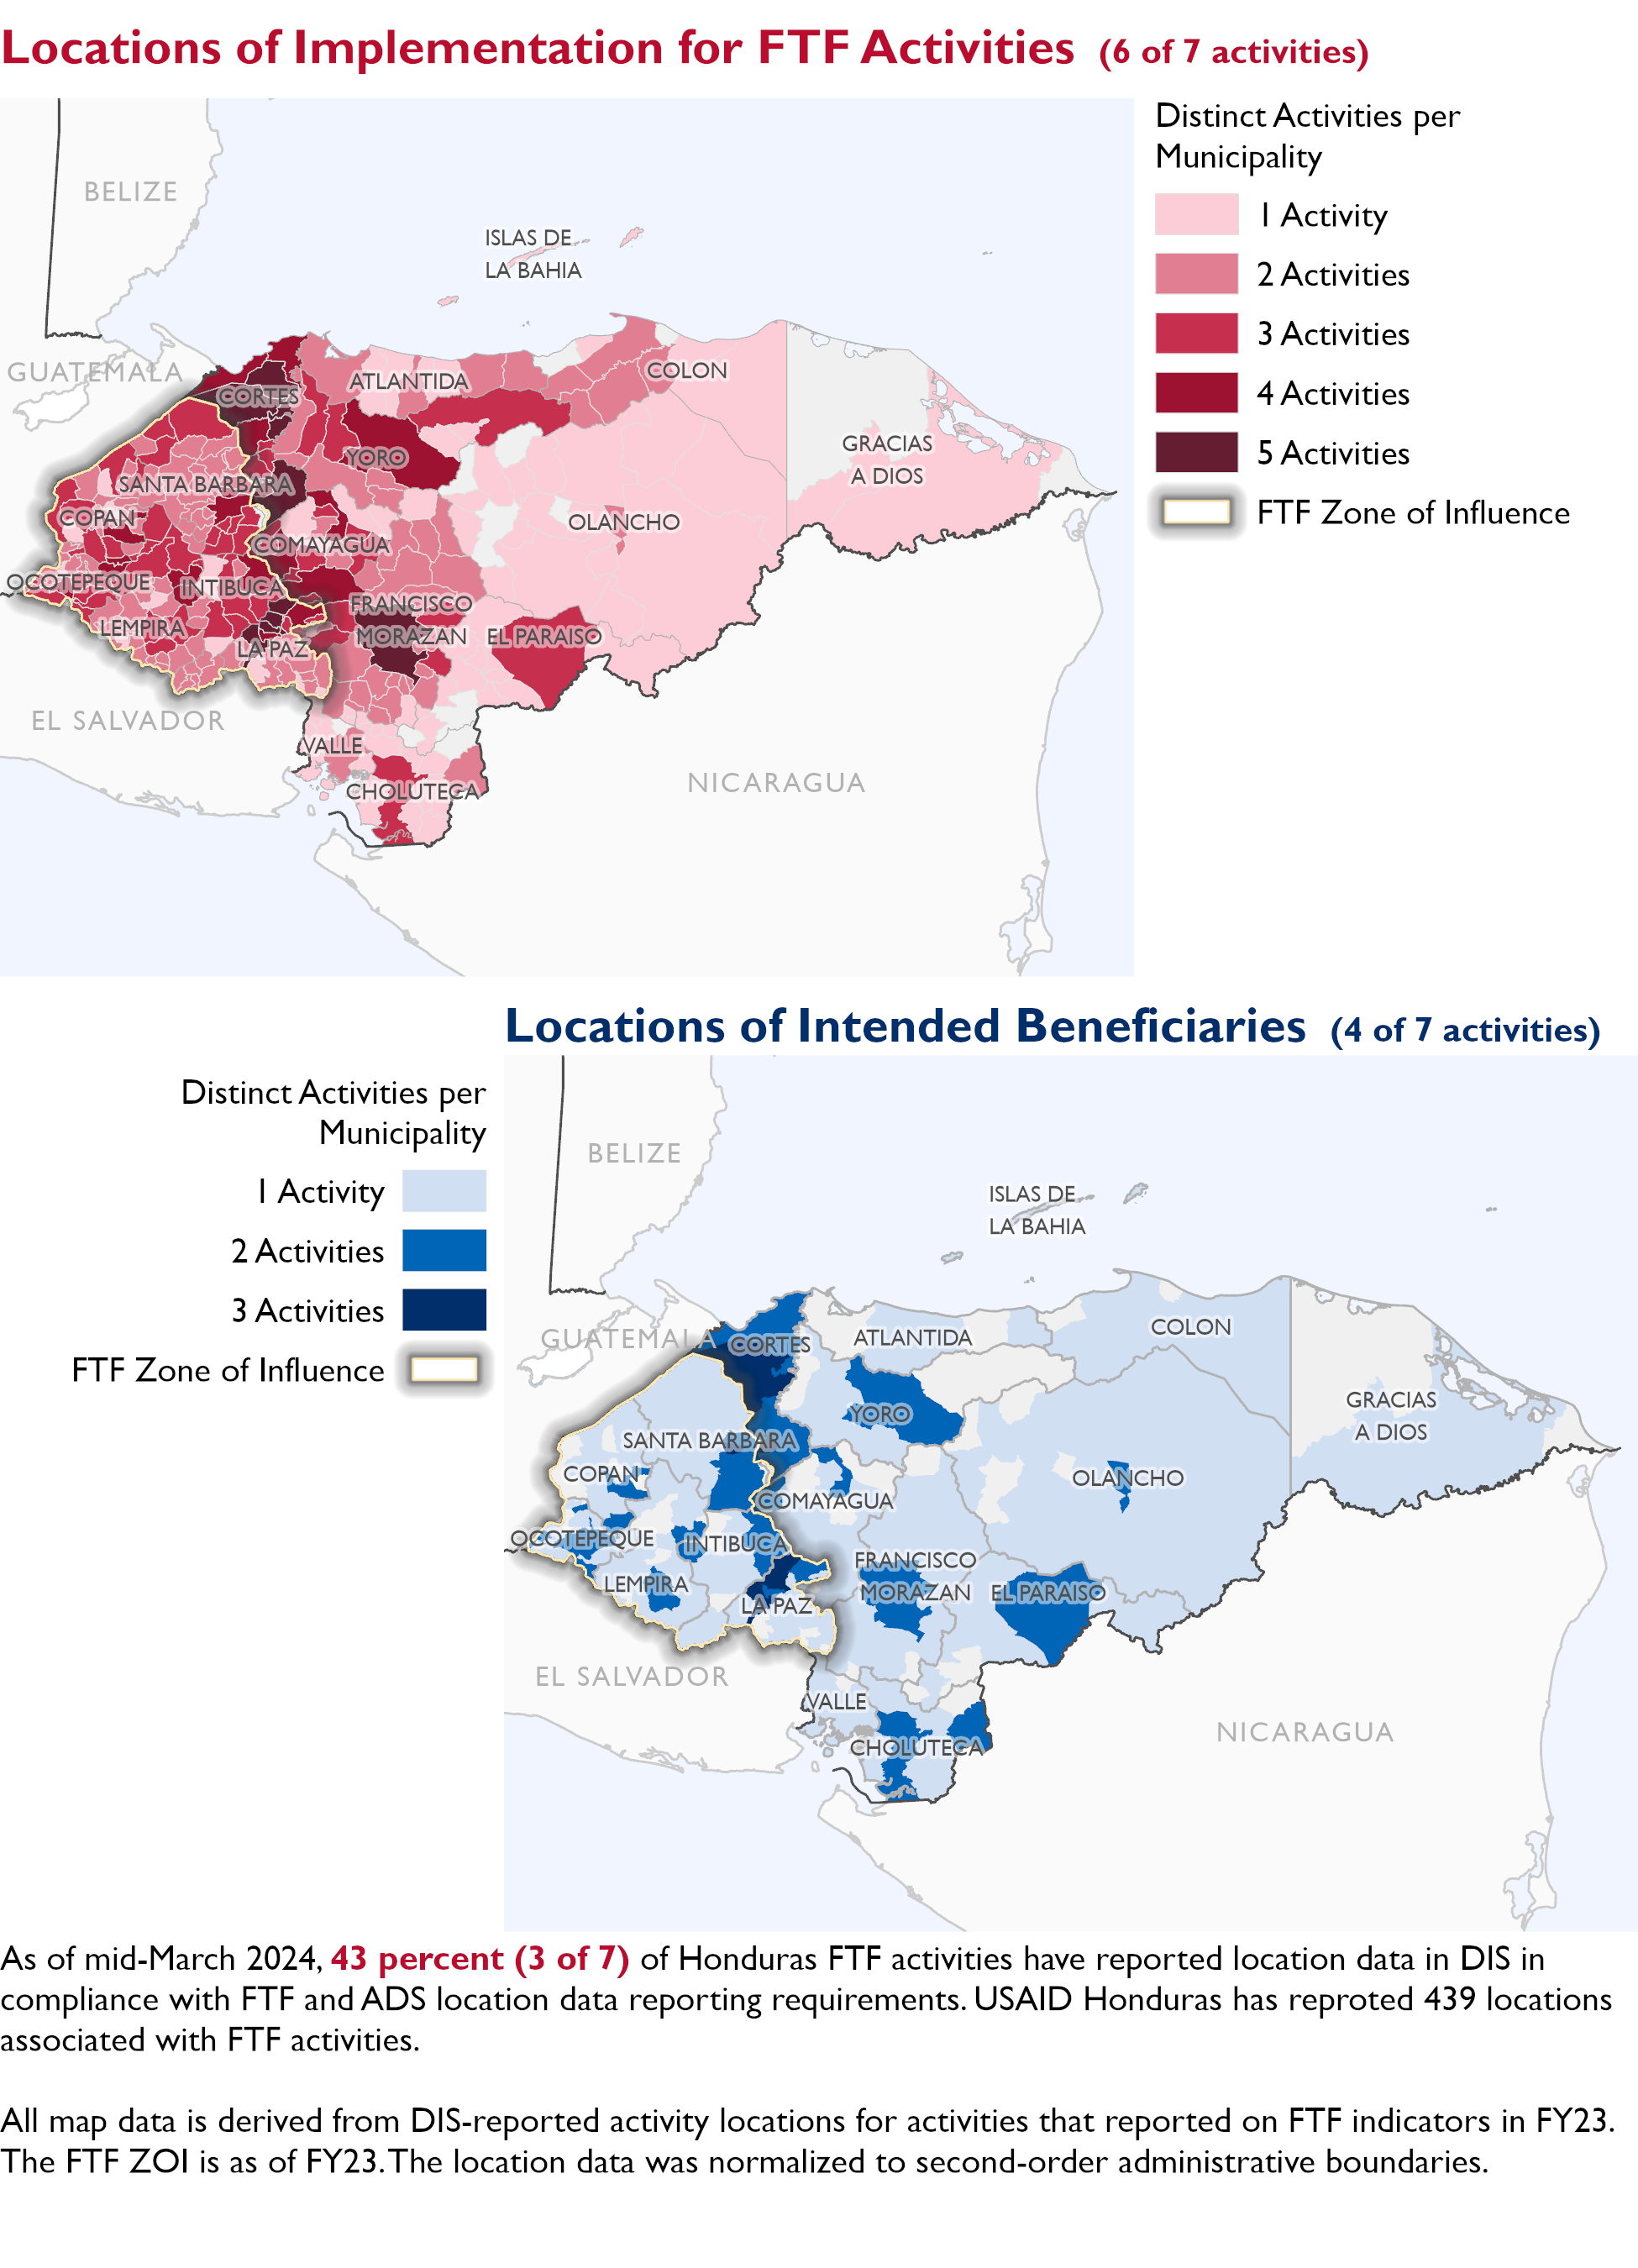 Locations of Implementation for FTF Activities (6 of 7 activities)
Distinct Activities per
Municipality
1 Activity
2 Activities
3 Activities
4 Activities
5 Activities
FTF Zone of Influence
BELIZE
ISLAS DE
LA BAHIA
GUATEMALA
CORTES
ATLANTIDA
COLON
YORO
GRACIAS
A DIOS
SANTA BARBARA
COPAN
OLANCHO
COMAYAGUA
OCOTEPEQUE
INTIBUCA
FRANCISCO
MORAZAN
LEMPIRA
EL PARAISO
LA PAZ
EL SALVADOR
VALLE
NICARAGUA
CHOLUTECA
Locations of Intended Beneficiaries (4 of 7 activities)
Distinct Activities per
Municipality
1 Activity
2 Activities
3 Activities
FTF Zone of Influence
BELIZE
ISLAS DE
LA BAHIA
GUATEMALA
CORTES
ATLANTIDA
COLON
GRACIAS
A DIOS
YORO
SANTA BARBARA
COPAN
OLANCHO
COMAYAGUA
OCOTEPEQUE
INTIBUCA
FRANCISCO
MORAZAN
LEMPIRA
EL PARAISO
LA PAZ
EL SALVADOR
VALLE
NICARAGUA
CHOLUTECA
As of mid-March 2024, 43 percent (3 of 7) of Honduras FTF activities have reported location data in DIS in
compliance with FTF and ADS location data reporting requirements. USAID Honduras has reproted 439 locations
associated with FTF activities.
All map data is derived from DIS-reported activity locations for activities that reported on FTF indicators in FY23.
The FTF ZOI is as of FY23. The location data was normalized to second-order administrative boundaries.